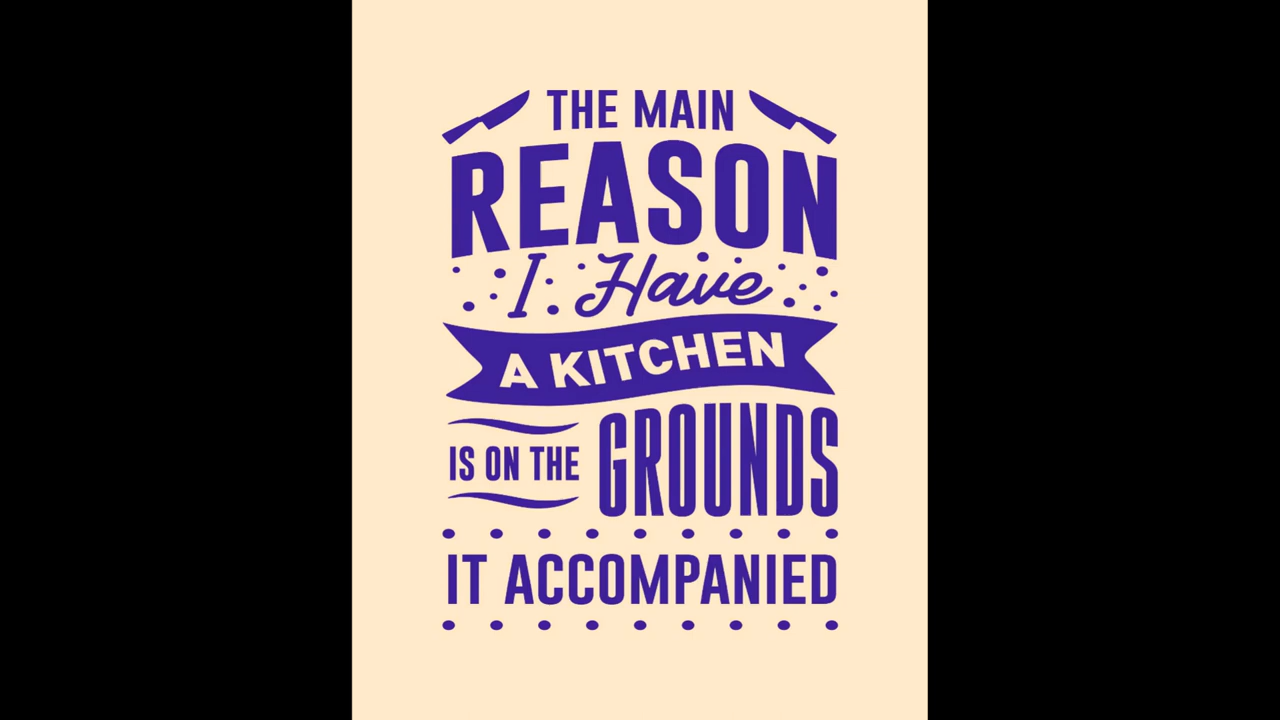 THE MAIN
REASON
I Have
A KITCHEN
IS ON THE
GROUNDS
IT ACCOMPANIED